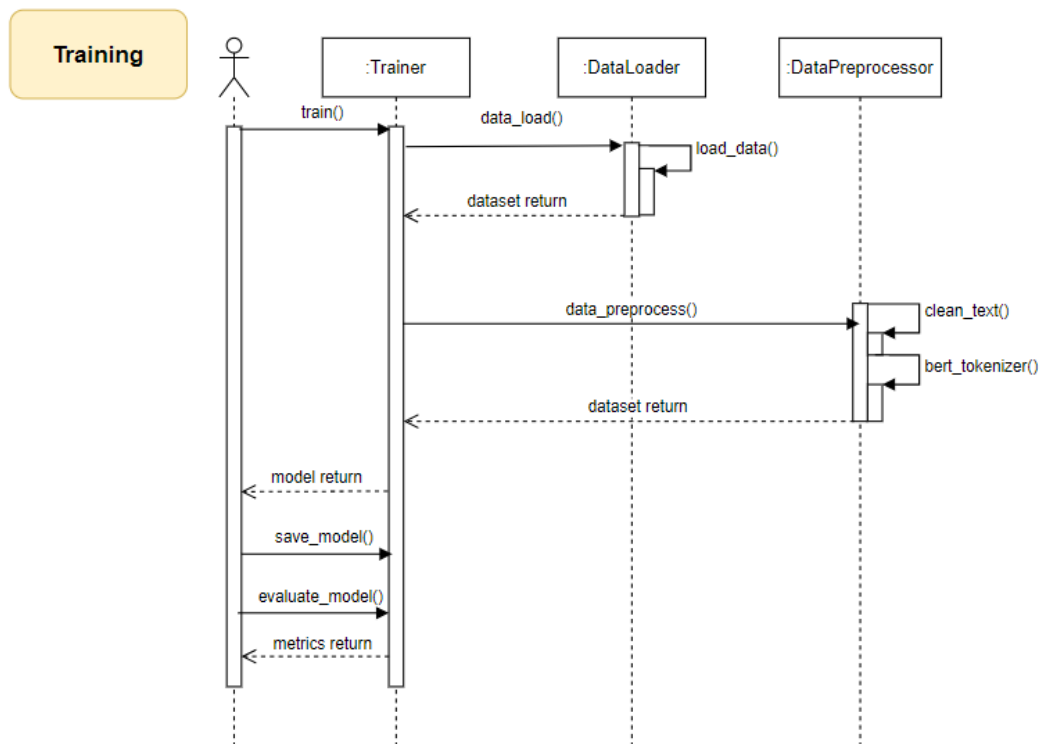 Training
:Trainer
:DataLoader
:DataPreprocessor
train()
data_load()
load_data()
dataset return
data_preprocess()
clean_text()
bert_tokenizer()
dataset return
model return
save_model()
evaluate_model()
metrics return